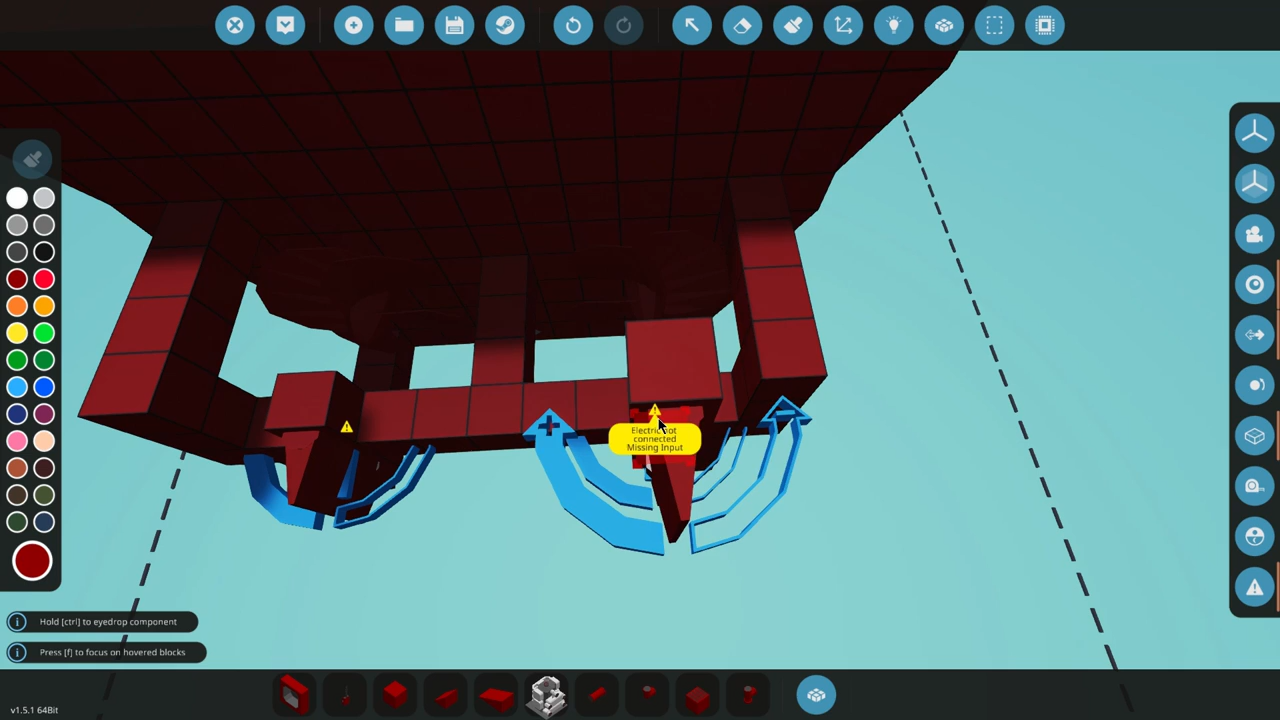 Electric not
connected
Missing Input
Hold [ctrl] to eyedrop component
Press [f] to focus on hovered blocks
v1.5.1 64Bit